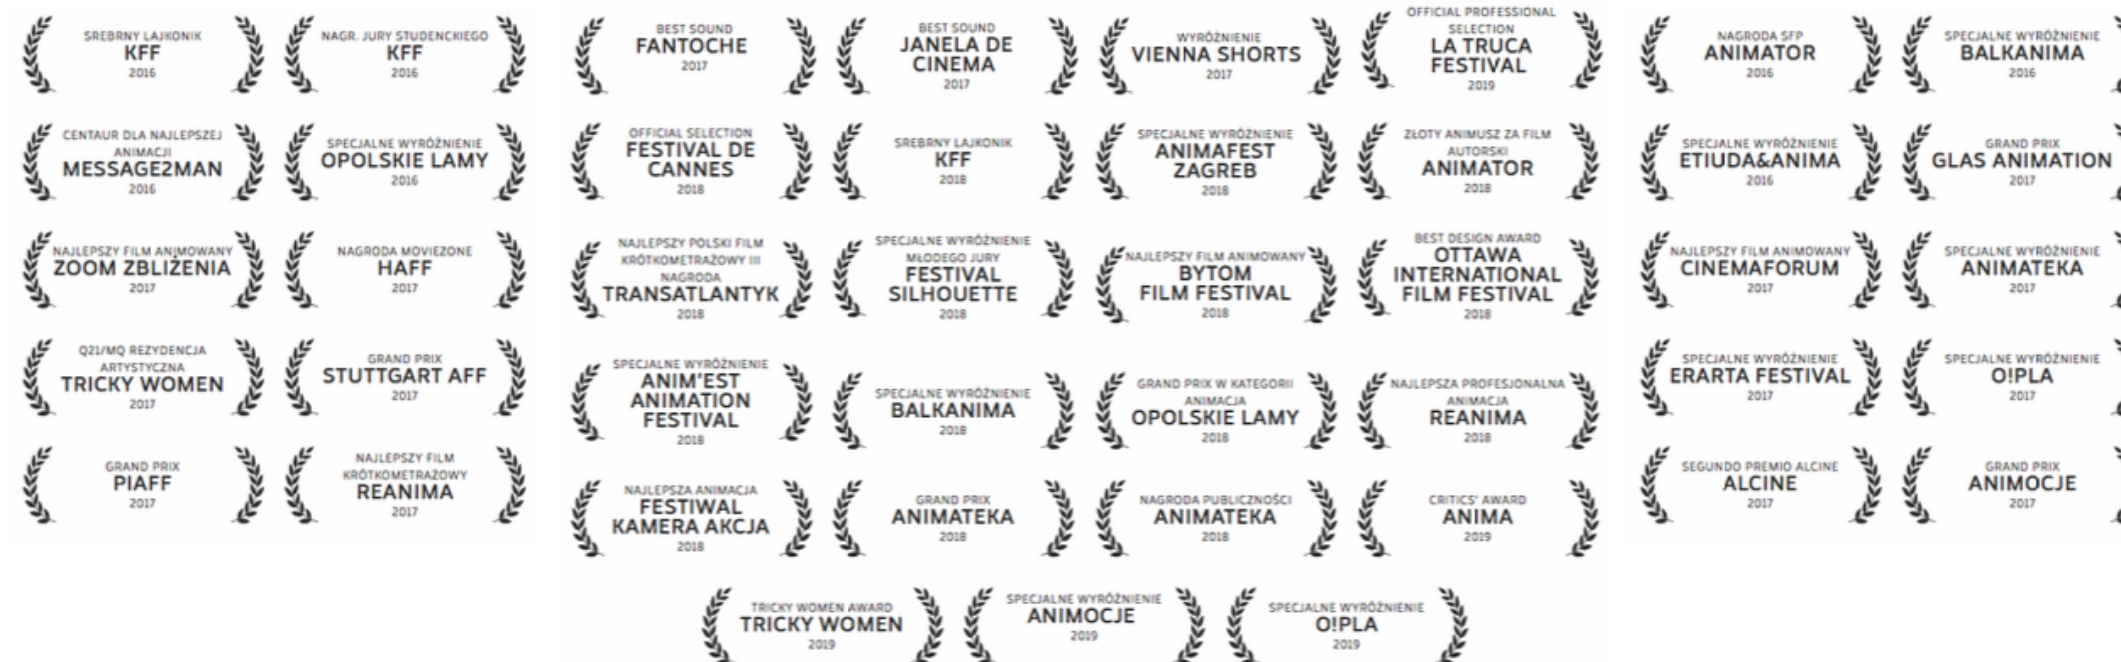 SREBRNY LAJKONIK
KFF
2016
NAGR. JURY STUDENCKIEGO
KFF
2016
CENTAUR DLA NAJLEPSZEJ
ANIMACJI
MESSAGE2MAN
2016
SPECJALNE WYRÓŻNIENIE
OPOLSKIE LAMY
2016
NAJLEPSZY FILM ANIMOWANY
ZOOM ZBLIŻENIA
2017
NAGRODA MOVIEZONE
HAFF
2017
Q21/MQ REZYDENCJA
ARTYSTYCZNA
TRICKY WOMEN
2017
GRAND PRIX
STUTTGART AFF
2017
GRAND PRIX
PIAFF
2017
NAJLEPSZY FILM
KRÓTKOMETRAŻOWY
REANIMA
2017
BEST SOUND
FANTOCHE
2017
BEST SOUND
JANELA DE
CINEMA
2017
WYRÓŻNIENIE
VIENNA SHORTS
2017
OFFICIAL PROFESSIONAL
SELECTION
LA TRUCA
FESTIVAL
2019
OFFICIAL SELECTION
FESTIVAL DE
CANNES
2018
SREBRNY LAJKONIK
KFF
2018
SPECJALNE WYRÓŻNIENIE
ANIMAFEST
ZAGREB
2018
ZŁOTY ANIMUSZ ZA FILM
AUTORSKI
ANIMATOR
2018
NAJLEPSZY POLSKI FILM
KRÓTKOMETRAŻOWY III
NAGRODA
TRANSATLANTYK
2018
SPECJALNE WYRÓŻNIENIE
MŁODEGO JURY
FESTIVAL
SILHOUETTE
2018
NAJLEPSZY FILM ANIMOWANY
BYTOM
FILM FESTIVAL
2018
BEST DESIGN AWARD
OTTAWA
INTERNATIONAL
FILM FESTIVAL
2018
SPECJALNE WYRÓŻNIENIE
ANIM'EST
ANIMATION
FESTIVAL
2018
SPECJALNE WYRÓŻNIENIE
BALKANIMA
2018
GRAND PRIX W KATEGORII
ANIMACJA
OPOLSKIE LAMY
2018
NAJLEPSZA PROFESJONALNA
ANIMACJA
REANIMA
2018
NAJLEPSZA ANIMACJA
FESTIWAL
KAMERA AKCJA
2018
GRAND PRIX
ANIMATEKA
2018
NAGRODA PUBLICZNOŚCI
ANIMATEKA
2018
CRITICS' AWARD
ANIMA
2019
TRICKY WOMEN AWARD
TRICKY WOMEN
2019
SPECJALNE WYRÓŻNIENIE
ANIMOCJE
2019
SPECJALNE WYRÓŻNIENIE
O!PLA
2019
NAGRODA SFP
ANIMATOR
2016
SPECJALNE WYRÓŻNIENIE
BALKANIMA
2016
SPECJALNE WYRÓŻNIENIE
ETIUDA&ANIMA
2016
GRAND PRIX
GLAS ANIMATION
2017
NAJLEPSZY FILM ANIMOWANY
CINEMAFORUM
2017
SPECJALNE WYRÓŻNIENIE
ANIMATEKA
2017
SPECJALNE WYRÓŻNIENIE
ERARTA FESTIVAL
2017
SPECJALNE WYRÓŻNIENIE
O!PLA
2017
SEGUNDO PREMIO ALCINE
ALCINE
2017
GRAND PRIX
ANIMOCJE
2017